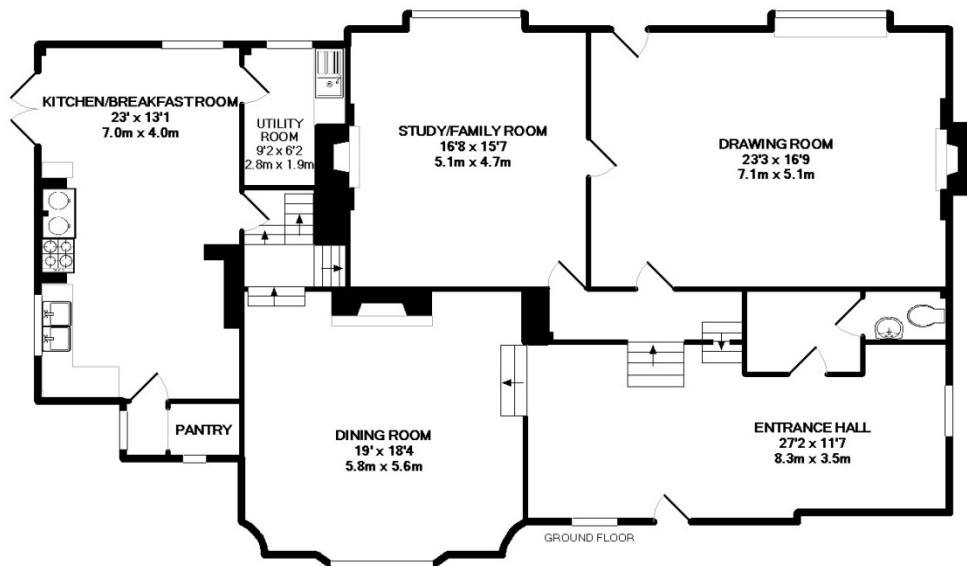 KITCHEN/BREAKFAST ROOM
23' x 13'1
7.0m x 4.0m
UTILITY
ROOM
9'2 x 6'2
2.8m x 1.9m
STUDY/FAMILY ROOM
16'8 x 15'7
5.1m x 4.7m
DRAWING ROOM
23'3 x 16'9
7.1m x 5.1m
PANTRY
DINING ROOM
19' x 18'4
5.8m x 5.6m
ENTRANCE HALL
27'2 x 11'7
8.3m x 3.5m
GROUND FLOOR